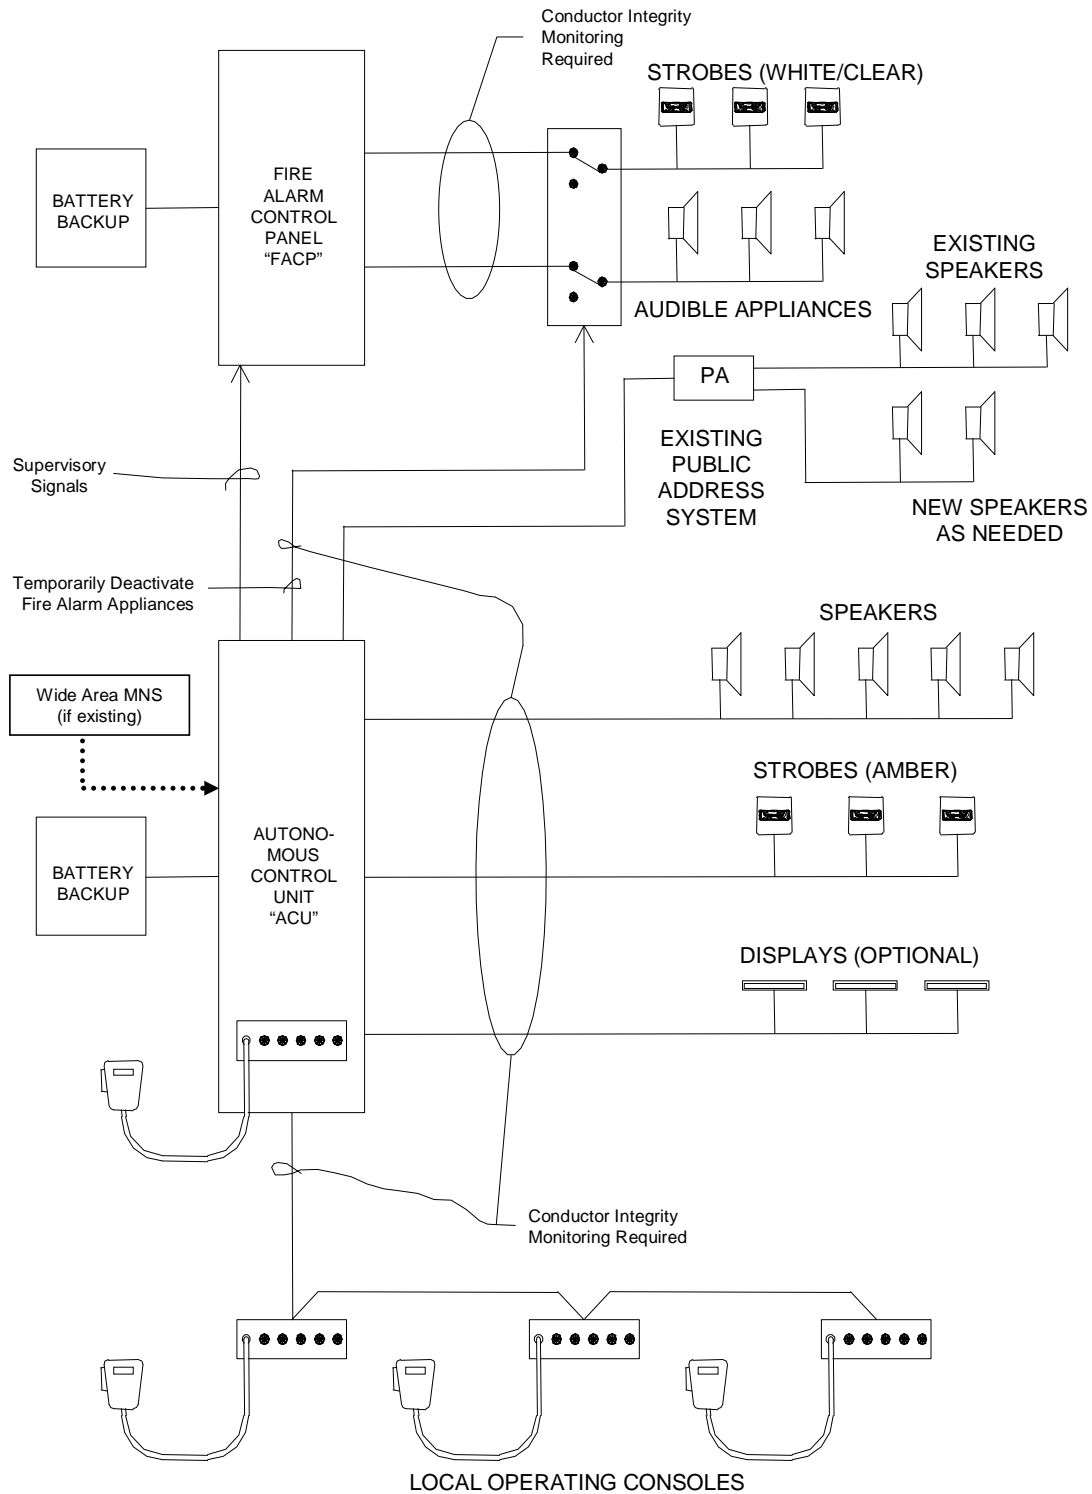 Conductor Integrity
Monitoring
Required
STROBES (WHITE/CLEAR)
BATTERY
BACKUP
FIRE
ALARM
CONTROL
PANEL
“FACP”
AUDIBLE APPLIANCES
EXISTING
SPEAKERS
PA
EXISTING
PUBLIC
ADDRESS
SYSTEM
NEW SPEAKERS
AS NEEDED
Supervisory
Signals
Temporarily Deactivate
Fire Alarm Appliances
SPEAKERS
Wide Area MNS
(if existing)
STROBES (AMBER)
BATTERY
BACKUP
AUTONO-
MOUS
CONTROL
UNIT
“ACU”
DISPLAYS (OPTIONAL)
Conductor Integrity
Monitoring Required
LOCAL OPERATING CONSOLES